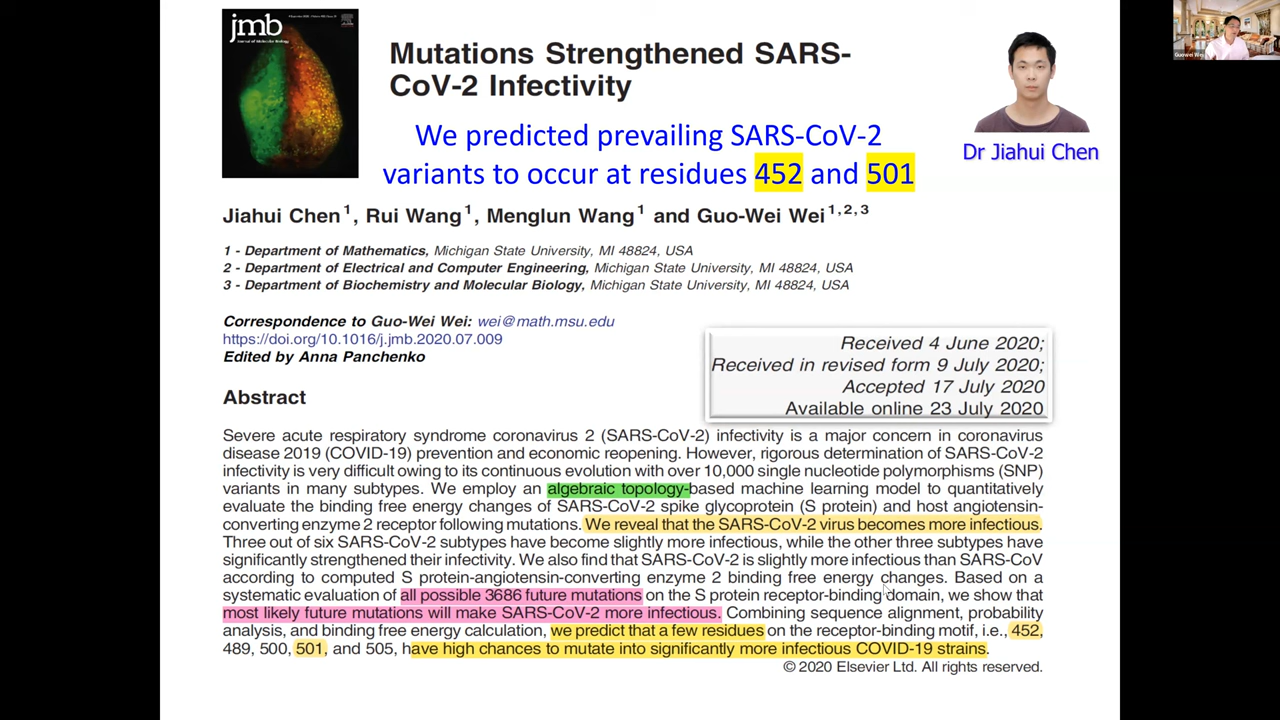 jmb
Journal of Molecular Biology
Guowei Wei
Mutations Strengthened SARS-
CoV-2 Infectivity
We predicted prevailing SARS-CoV-2
variants to occur at residues 452 and 501
Dr Jiahui Chen
Jiahui Chen 1, Rui Wang 1, Menglun Wang 1 and Guo-Wei Wei 1,2,3
1 - Department of Mathematics, Michigan State University, MI 48824, USA
2 - Department of Electrical and Computer Engineering, Michigan State University, MI 48824, USA
3 - Department of Biochemistry and Molecular Biology, Michigan State University, MI 48824, USA
Correspondence to Guo-Wei Wei: wei@math.msu.edu
https://doi.org/10.1016/j.jmb.2020.07.009
Edited by Anna Panchenko
Received 4 June 2020;
Received in revised form 9 July 2020;
Accepted 17 July 2020
Available online 23 July 2020
Abstract
Severe acute respiratory syndrome coronavirus 2 (SARS-CoV-2) infectivity is a major concern in coronavirus
disease 2019 (COVID-19) prevention and economic reopening. However, rigorous determination of SARS-CoV-2
infectivity is very difficult owing to its continuous evolution with over 10,000 single nucleotide polymorphisms (SNP)
variants in many subtypes. We employ an algebraic topology-based machine learning model to quantitatively
evaluate the binding free energy changes of SARS-CoV-2 spike glycoprotein (S protein) and host angiotensin-
converting enzyme 2 receptor following mutations. We reveal that the SARS-CoV-2 virus becomes more infectious.
Three out of six SARS-CoV-2 subtypes have become slightly more infectious, while the other three subtypes have
significantly strengthened their infectivity. We also find that SARS-CoV-2 is slightly more infectious than SARS-CoV
according to computed S protein-angiotensin-converting enzyme 2 binding free energy changes. Based on a
systematic evaluation of all possible 3686 future mutations on the S protein receptor-binding domain, we show that
most likely future mutations will make SARS-CoV-2 more infectious. Combining sequence alignment, probability
analysis, and binding free energy calculation, we predict that a few residues on the receptor-binding motif, i.e., 452,
489, 500, 501, and 505, have high chances to mutate into significantly more infectious COVID-19 strains.
© 2020 Elsevier Ltd. All rights reserved.